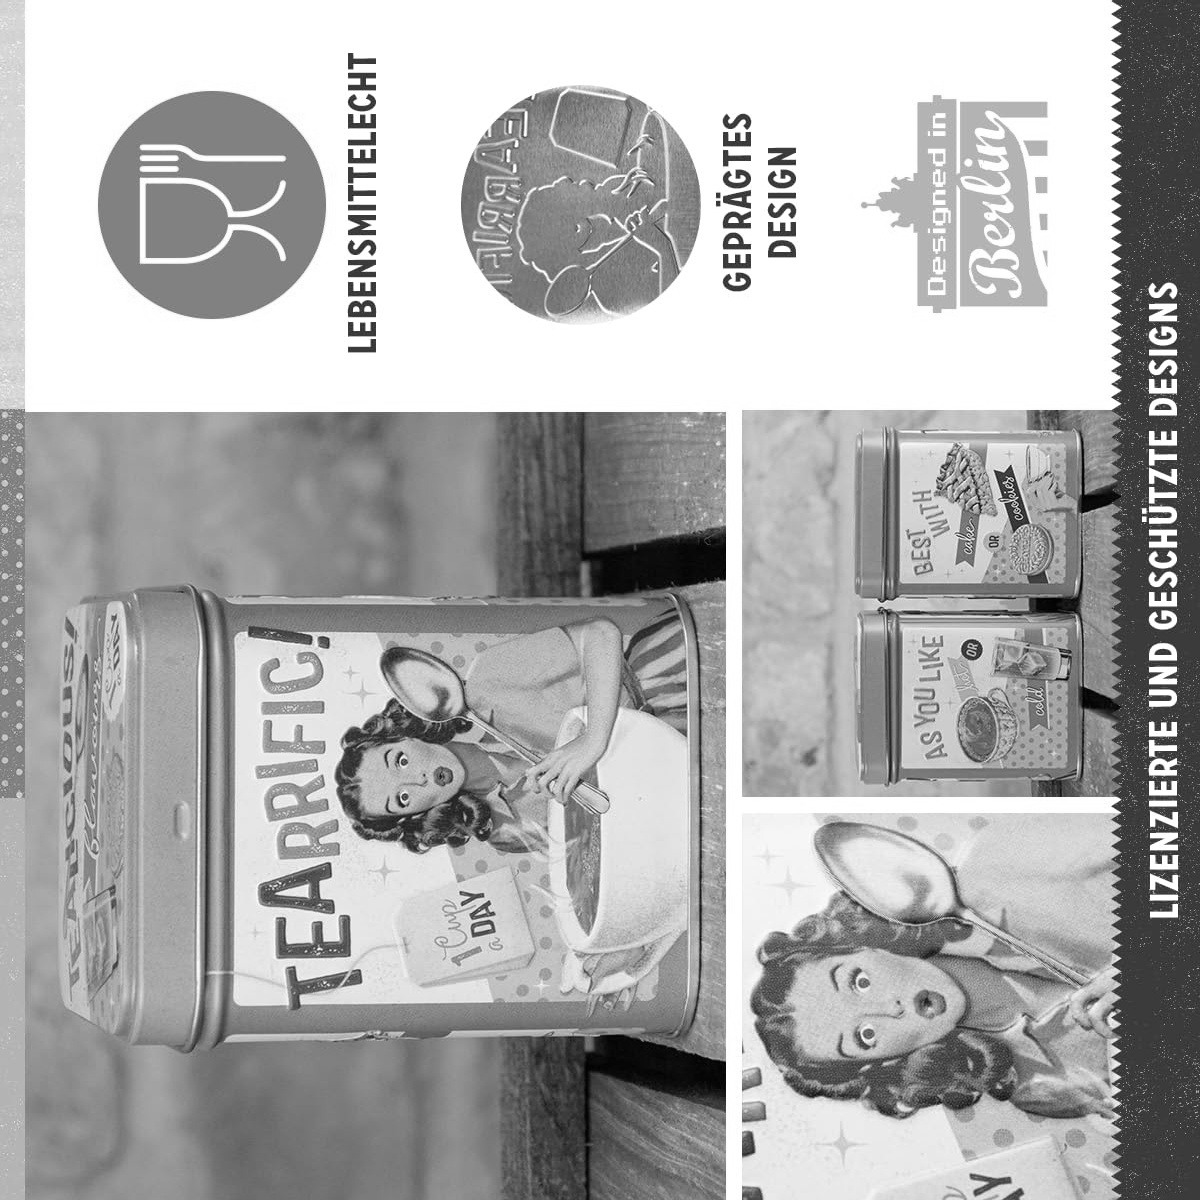 LEBENSMITTELECHT
GEPRÄGTES
DESIGN
Designed in
Berlin
TEARRIFIC!
1 Cup
a DAY
BEST
WITH
cake
OR
cookies
AS YOU LIKE
hot OR
cold
LIZENZIERTE UND GESCHÜTZTE DESIGNS